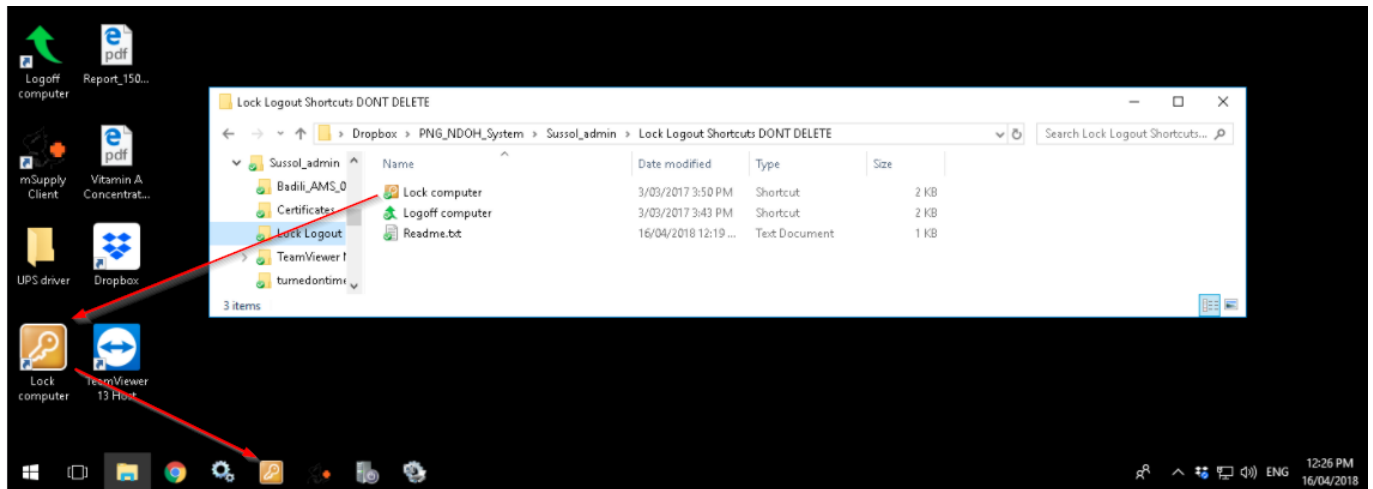 Logoff
computer
pdf
Report_150...
mSupply
Client
pdf
Vitamin A
Concentrat...
UPS driver
Dropbox
Lock
computer
TeamViewer
13 Host
Lock Logout Shortcuts DONT DELETE
Dropbox > PNG_NDOH_System > Sussol_admin > Lock Logout Shortcuts DONT DELETE
Search Lock Logout Shortcuts...
Sussol_admin
Badili_AMS_0
Certificates
Lock Logout
TeamViewer
turnedontime
Name Date modified Type Size
Lock computer 3/03/2017 3:50 PM Shortcut 2 KB
Logoff computer 3/03/2017 3:43 PM Shortcut 2 KB
Readme.txt 16/04/2018 12:19 ... Text Document 1 KB
3 items
ENG
12:26 PM
16/04/2018